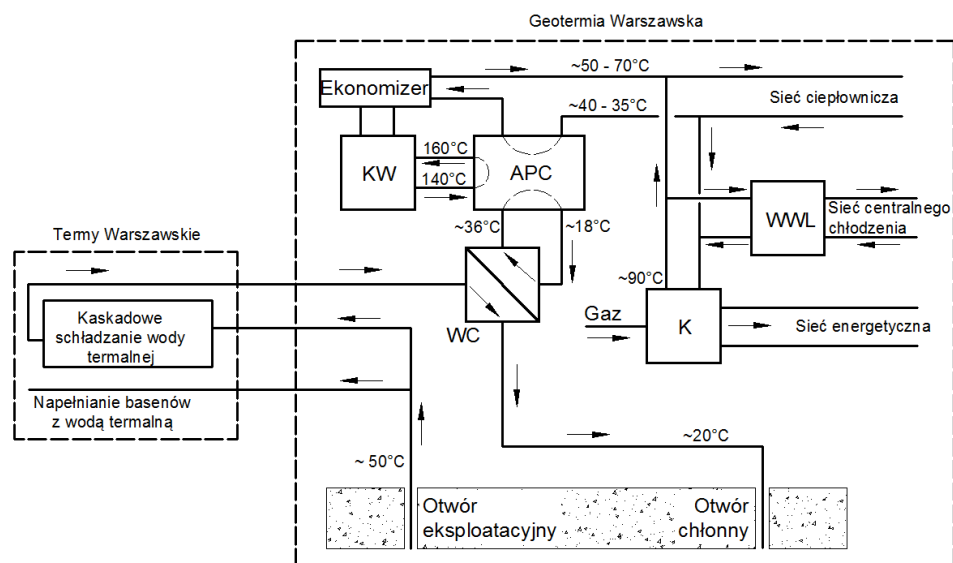 Geotermia Warszawska
~50 - 70°C
Ekonomizer
Sieć ciepłownicza
~40 - 35°C
160°C
KW
APC
140°C
WWL
Sieć centralnego
chłodzenia
~36°C
~18°C
Termy Warszawskie
~90°C
Kaskadowe
schładzanie wody
termalnej
WC
Gaz
K
Sieć energetyczna
Napełnianie basenów
z wodą termalną
~20°C
~ 50°C
Otwór
eksploatacyjny
Otwór
chłonny